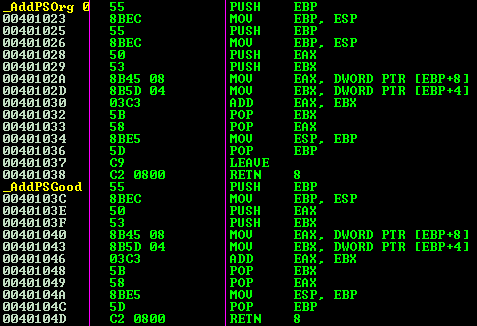 _AddPSOrg 0 55 PUSH EBP
00401023 8BEC MOV EBP, ESP
00401025 55 PUSH EBP
00401026 8BEC MOV EBP, ESP
00401028 50 PUSH EAX
00401029 53 PUSH EBX
0040102A 8B45 08 MOV EAX, DWORD PTR [EBP+8]
0040102D 8B5D 04 MOV EBX, DWORD PTR [EBP+4]
00401030 03C3 ADD EAX, EBX
00401032 5B POP EBX
00401033 58 POP EAX
00401034 8BE5 MOV ESP, EBP
00401036 5D POP EBP
00401037 C9 LEAVE
00401038 C2 0800 RETN 8
_AddPSGood 55 PUSH EBP
0040103C 8BEC MOV EBP, ESP
0040103E 50 PUSH EAX
0040103F 53 PUSH EBX
00401040 8B45 08 MOV EAX, DWORD PTR [EBP+8]
00401043 8B5D 04 MOV EBX, DWORD PTR [EBP+4]
00401046 03C3 ADD EAX, EBX
00401048 5B POP EBX
00401049 58 POP EAX
0040104A 8BE5 MOV ESP, EBP
0040104C 5D POP EBP
0040104D C2 0800 RETN 8